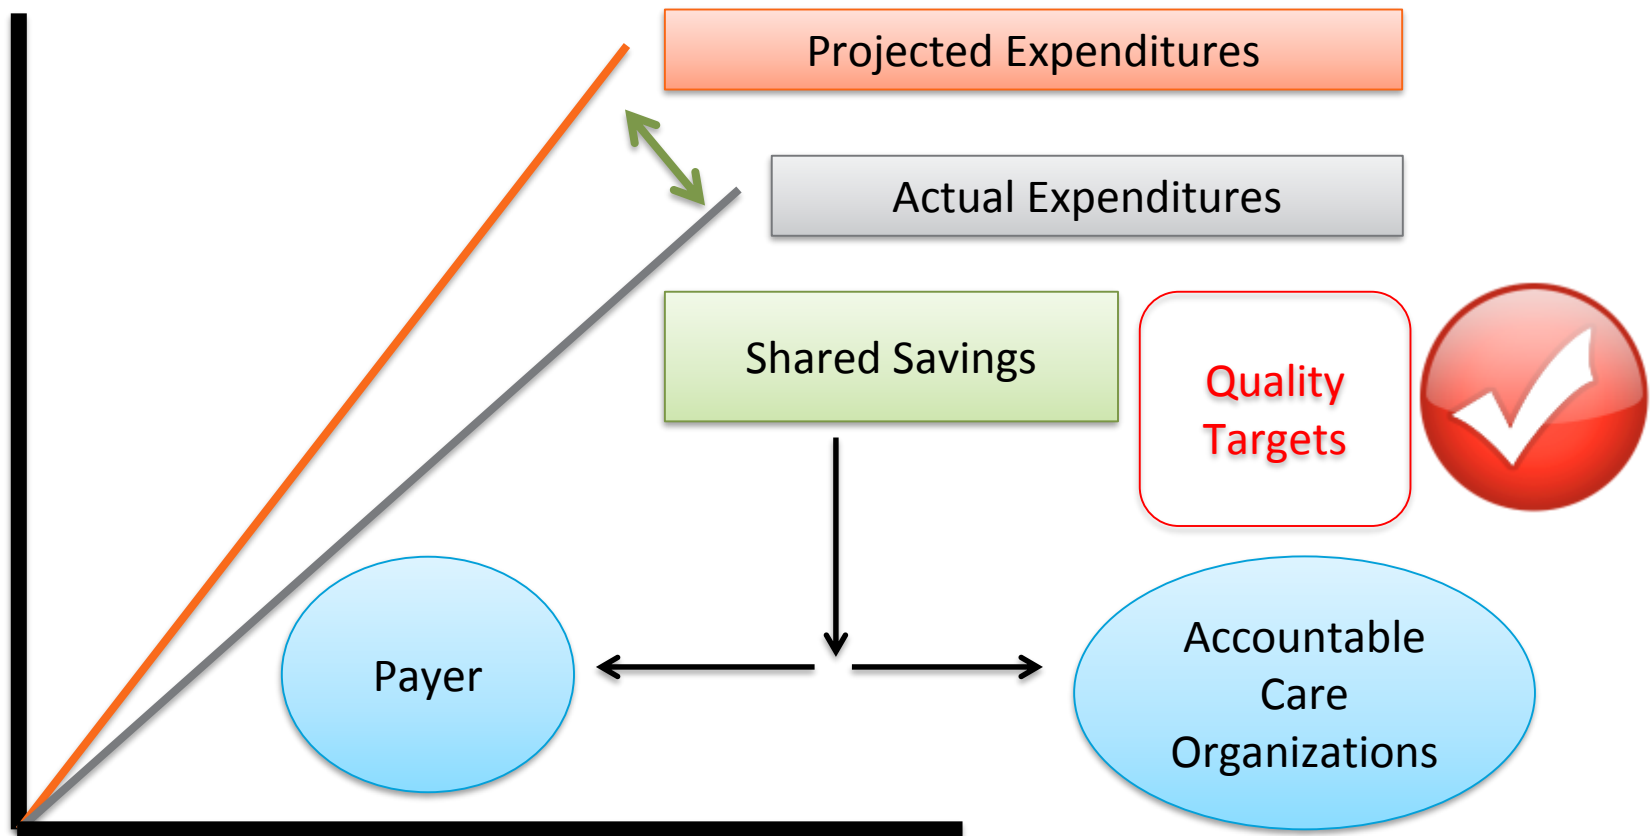 Projected Expenditures
Actual Expenditures
Shared Savings
Quality
Targets
Payer
Accountable
Care
Organizations